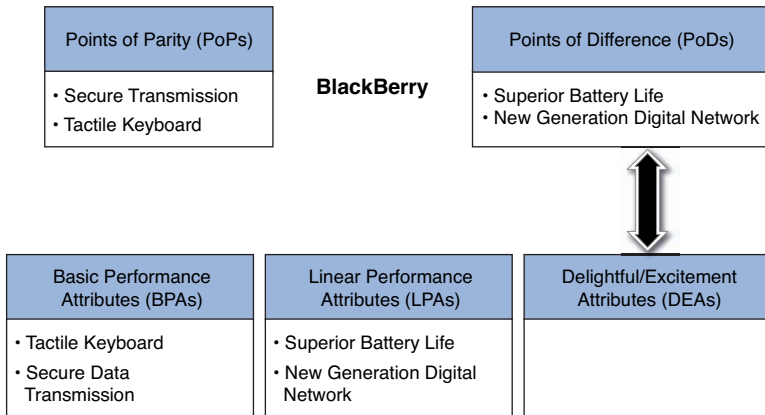 Points of Parity (PoPs)
• Secure Transmission
• Tactile Keyboard
BlackBerry
Points of Difference (PoDs)
• Superior Battery Life
• New Generation Digital Network
Basic Performance
Attributes (BPAs)
• Tactile Keyboard
• Secure Data
Transmission
Linear Performance
Attributes (LPAs)
• Superior Battery Life
• New Generation Digital
Network
Delightful/Excitement
Attributes (DEAs)